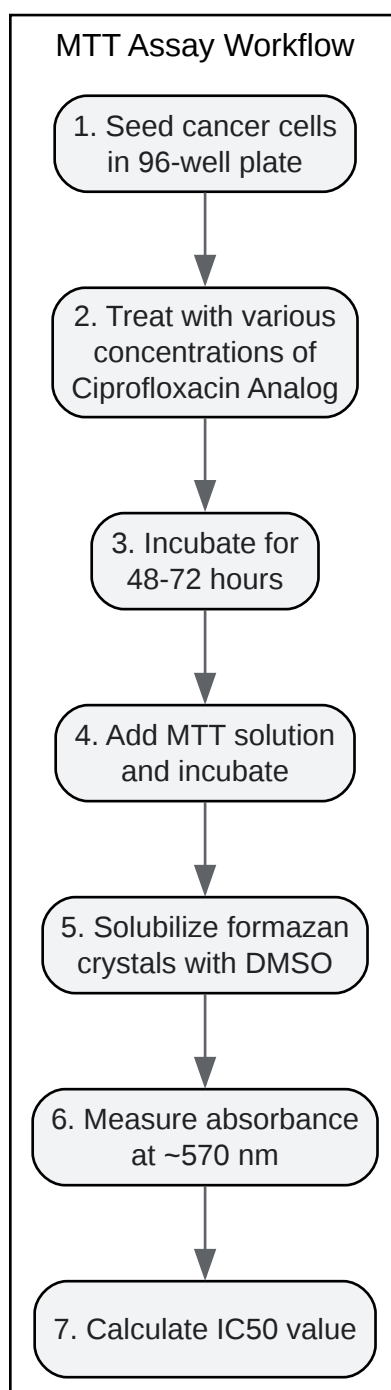 MTT Assay Workflow
1. Seed cancer cells
in 96-well plate
2. Treat with various
concentrations of
Ciprofloxacin Analog
3. Incubate for
48-72 hours
4. Add MTT solution
and incubate
5. Solubilize formazan
crystals with DMSO
6. Measure absorbance
at ~570 nm
7. Calculate IC50 value